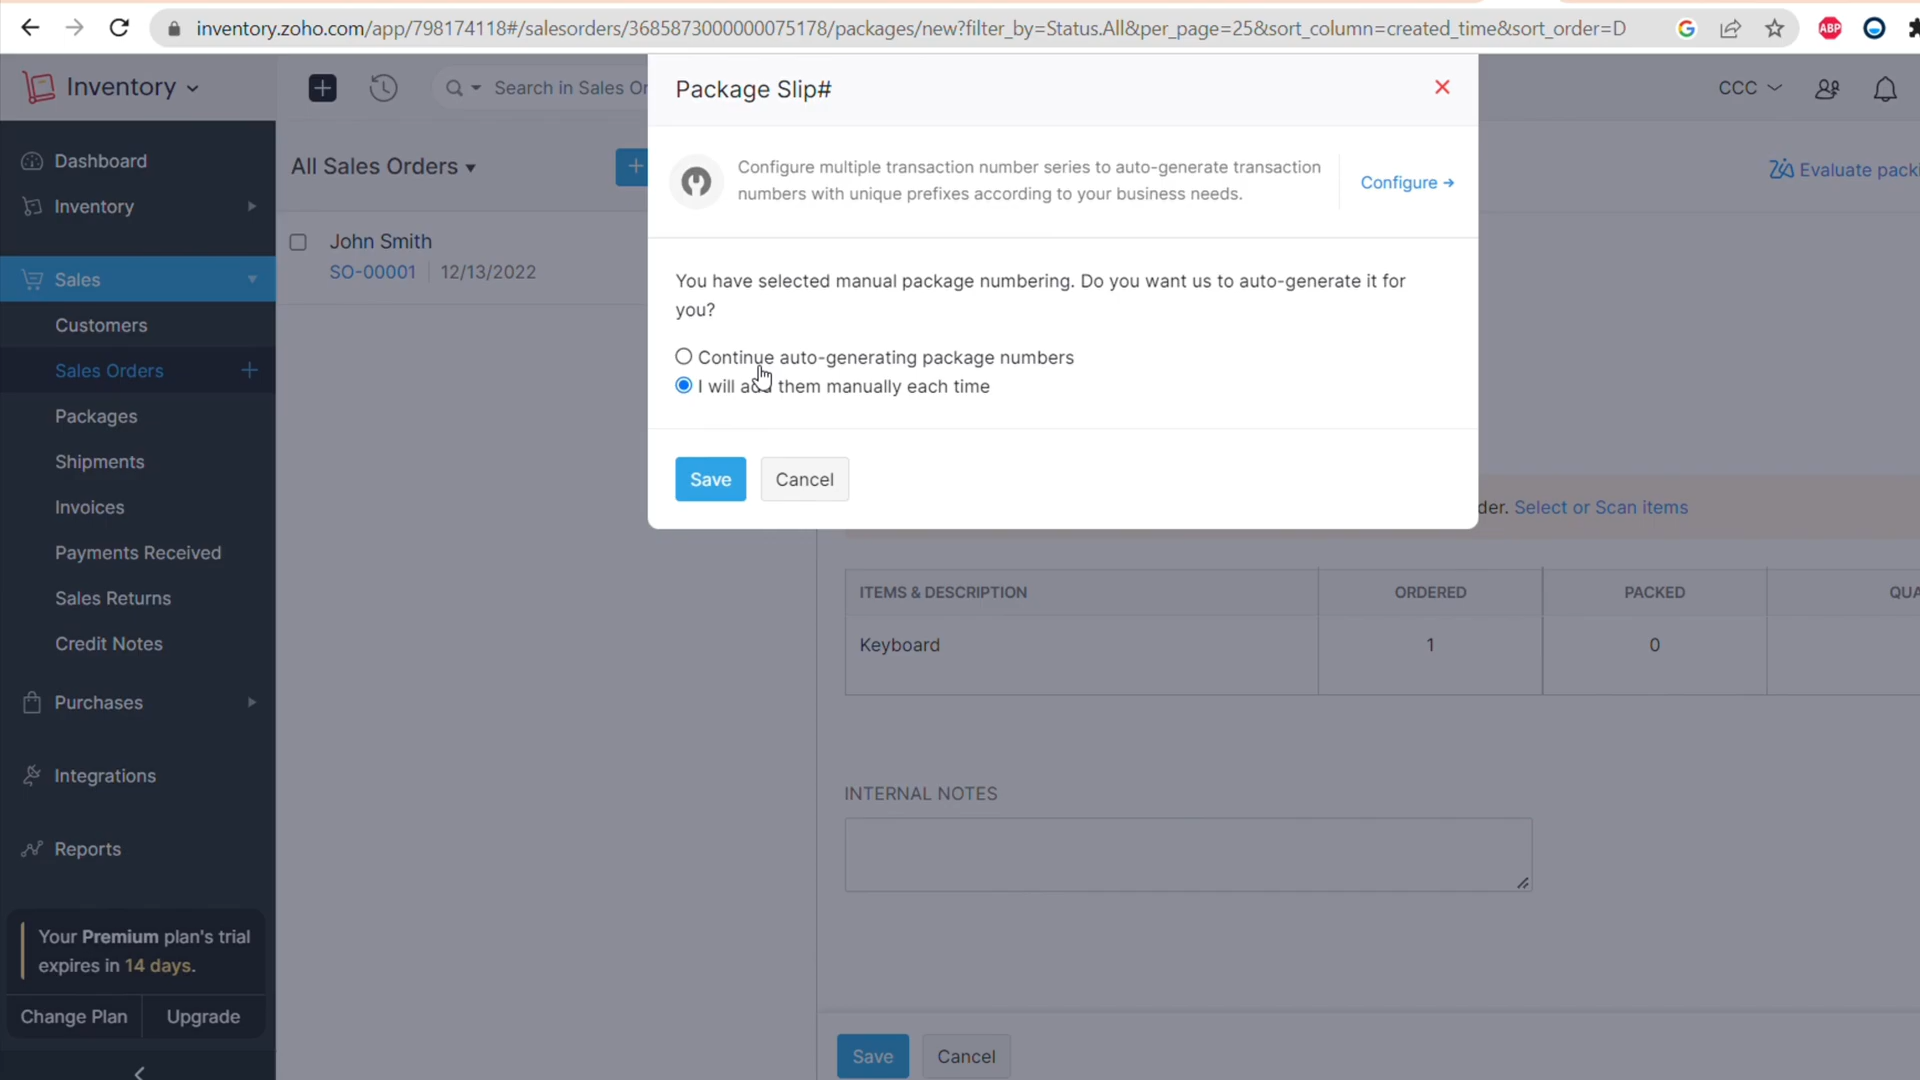 inventory.zoho.com/app/798174118#/salesorders/3685873000000075178/packages/new?filter_by=Status.All&per_page=25&sort_column=created_time&sort_order=D
ABP
Inventory
Search in Sales Or
Package Slip#
CCC
Configure multiple transaction number series to auto-generate transaction
numbers with unique prefixes according to your business needs.
Configure →
Dashboard
Inventory
Sales
Customers
Sales Orders
Packages
Shipments
Invoices
Payments Received
Sales Returns
Credit Notes
Purchases
Integrations
Reports
Your Premium plan's trial
expires in 14 days.
Change Plan
Upgrade
All Sales Orders
John Smith
SO-00001
12/13/2022
Evaluate packi
You have selected manual package numbering. Do you want us to auto-generate it for
you?
Continue auto-generating package numbers
I will add them manually each time
Save
Cancel
der. Select or Scan items
ITEMS & DESCRIPTION
ORDERED
PACKED
QUA
Keyboard
1
0
INTERNAL NOTES
Save
Cancel